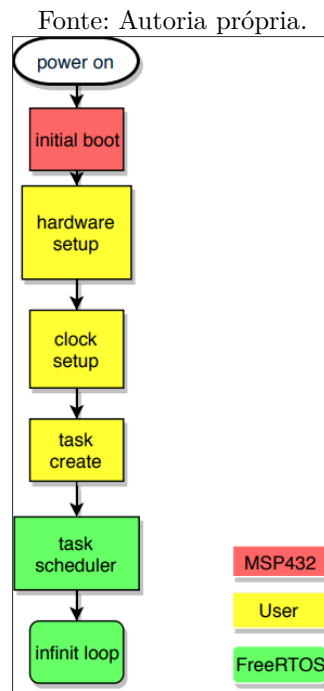 Fonte: Autoria própria.
power on
initial boot
hardware
setup
clock
setup
task
create
task
scheduler
infinit loop
MSP432
User
FreeRTOS